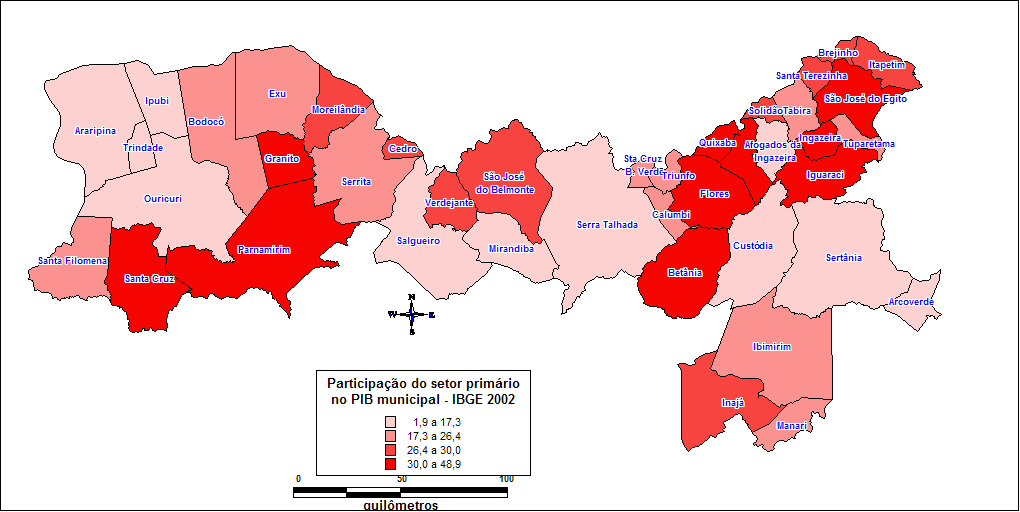 Brejinho
Itapetim
Santa Terezinha
São José do Egito
Solidão
Tabira
Ingazeira
Tuparetama
Quixaba
Afogados da
Ingazeira
Iguaraci
Exu
Ipubi
Moreilândia
Bodocó
Araripina
Trindade
Granito
Cedro
Serrita
São José
do Belmonte
Sta.Cruz
B. Verde
Triunfo
Flores
Ouricuri
Verdejante
Calumbi
Serra Talhada
Salgueiro
Mirandiba
Custódia
Sertânia
Parnamirim
Santa Filomena
Santa Cruz
Betânia
Arcoverde
N
W
E
S
Ibimirim
Inajá
Manari
Participação do setor primário
no PIB municipal - IBGE 2002
1,9 a 17,3
17,3 a 26,4
26,4 a 30,0
30,0 a 48,9
0 50 100
quilômetros